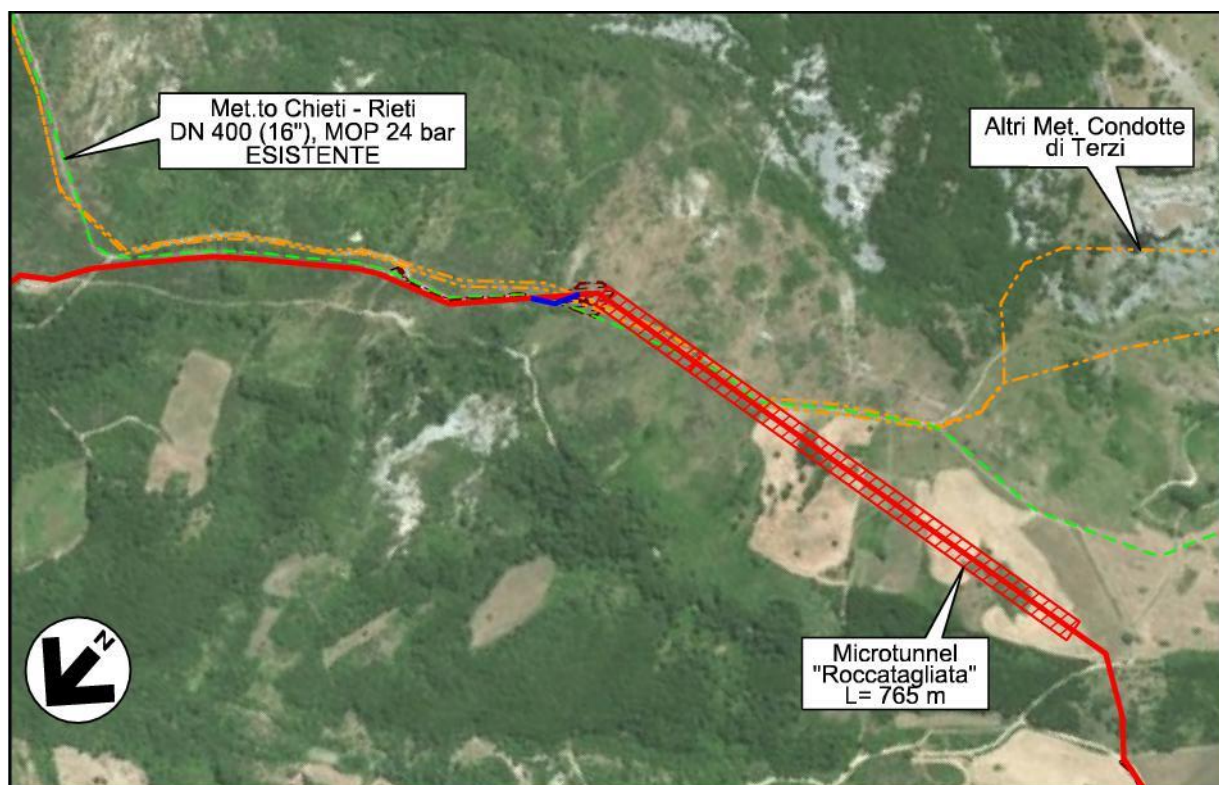 Met.to Chieti - Rieti
DN 400 (16"), MOP 24 bar
ESISTENTE
Altri Met. Condotte
di Terzi
Microtunnel
"Roccatagliata"
L= 765 m
N